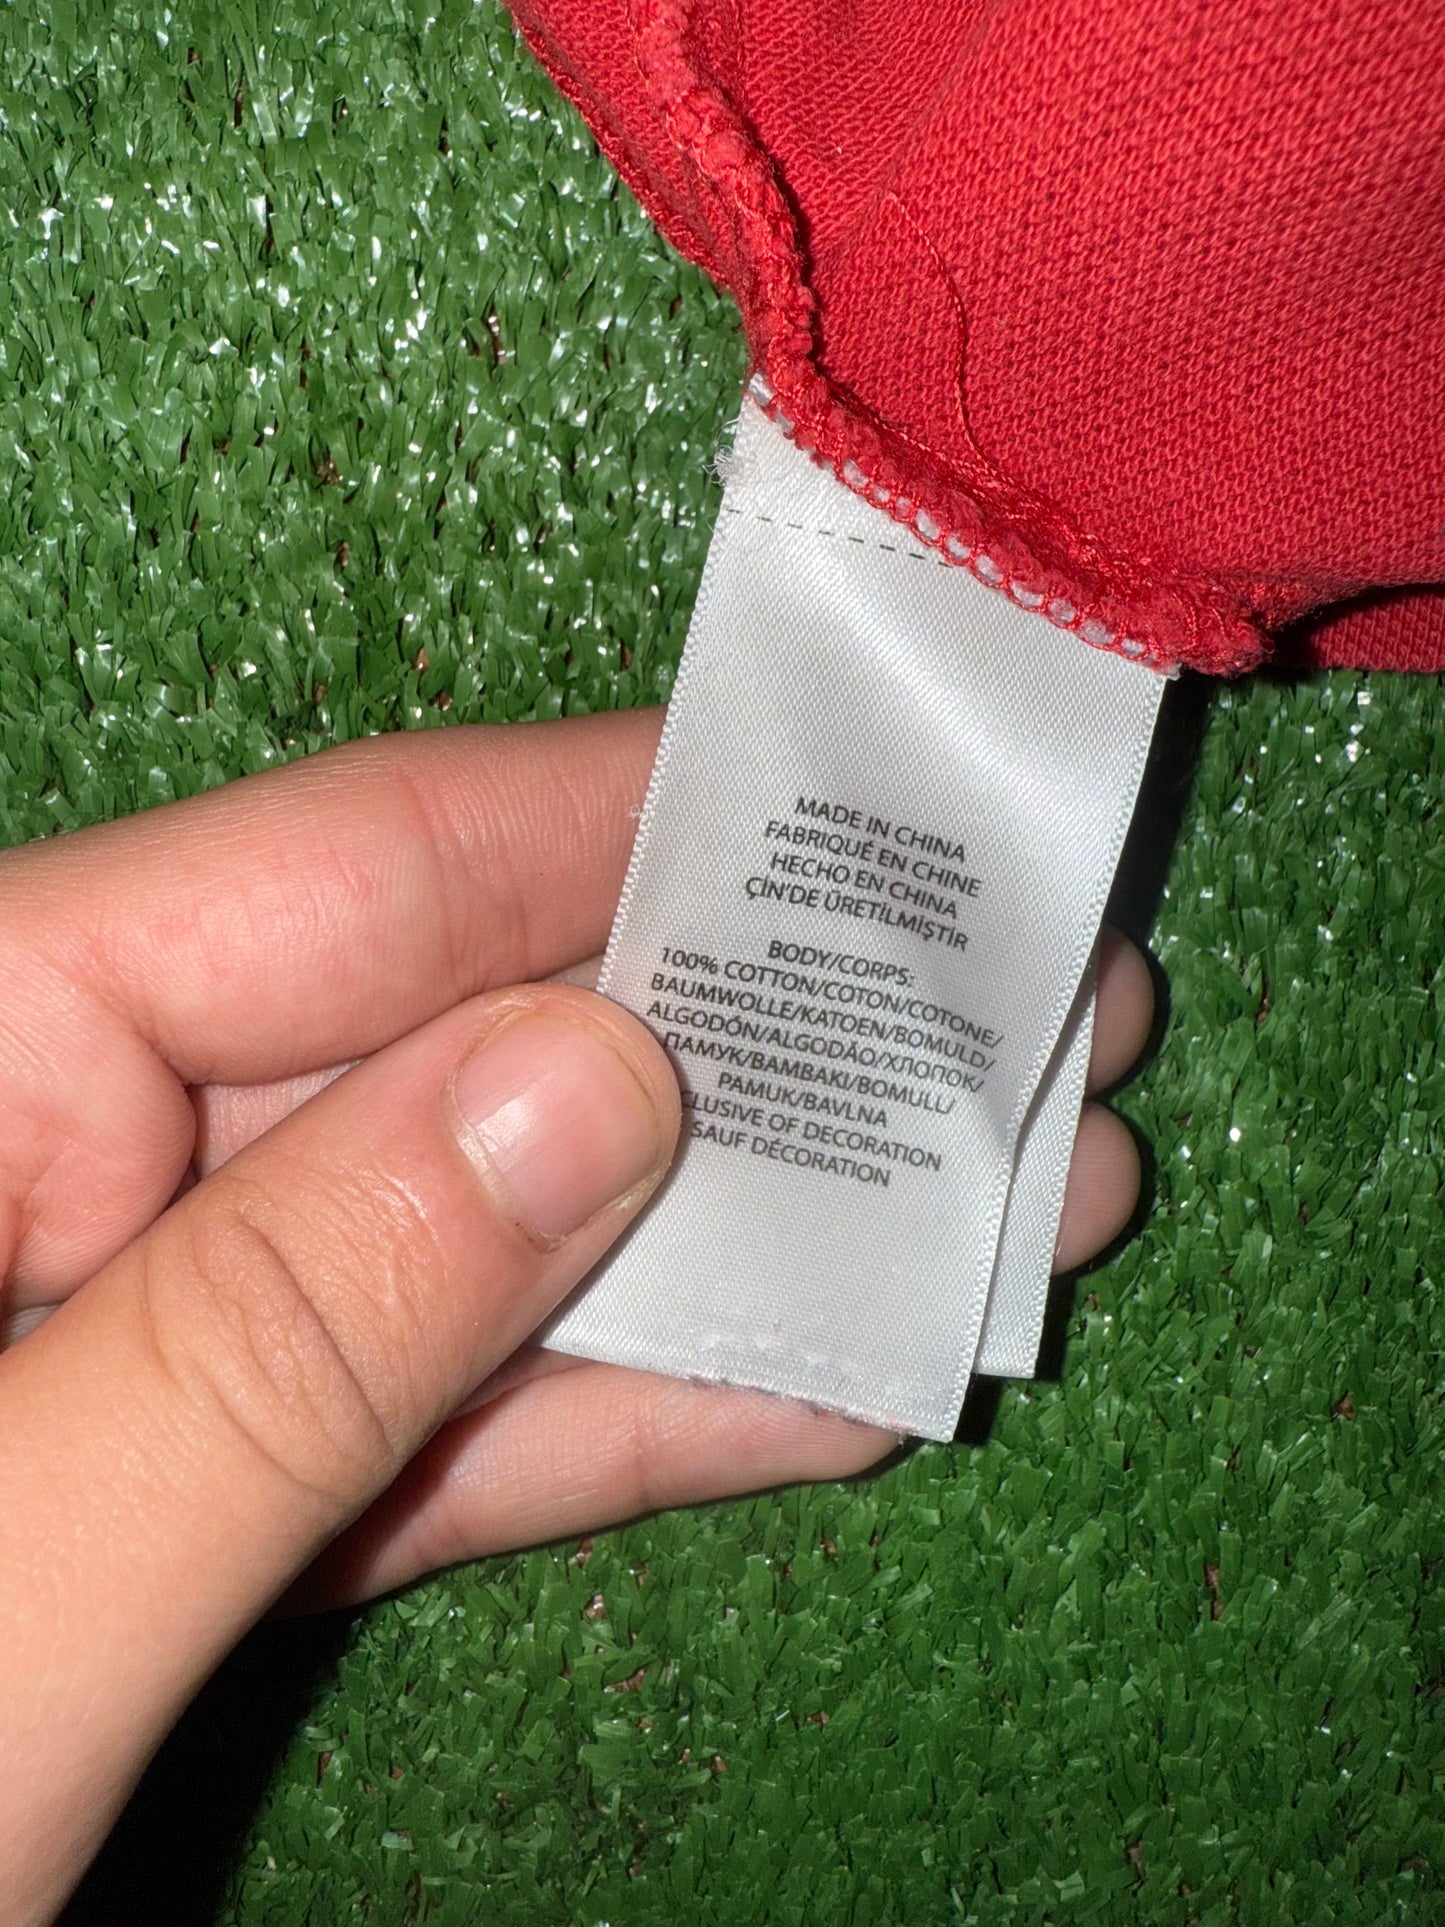 MADE IN CHINA
FABRIQUÉ EN CHINE
HECHO EN CHINA
ÇİN'DE ÜRETİLMİŞTİR
BODY/CORPS:
100% COTTON/COTON/COTONE/
BAUMWOLLE/KATOEN/BOMULD/
ALGODÓN/ALGODÃO/ХЛОПОК/
ПАМУК/BAMBAKI/BOMULL/
PAMUK/BAVLNA
CLUSIVE OF DECORATION
SAUF DÉCORATION